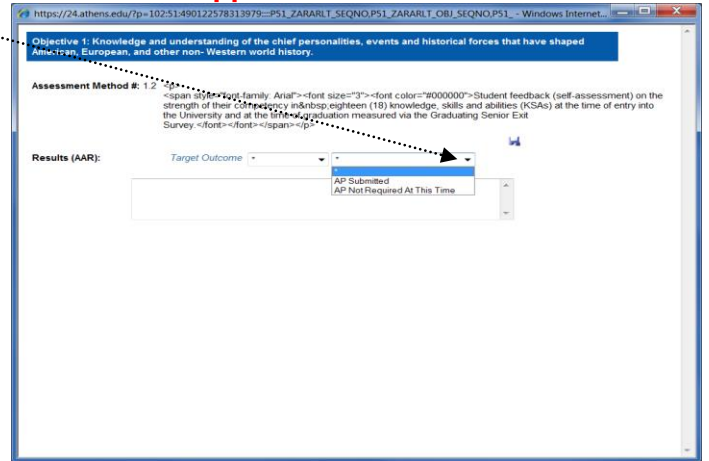 https://24.athens.edu/?p=102:51:490122578313979::::P51_ZARARLT_SEQNO,P51_ZARARLT_OBJ_SEQNO,P51_ - Windows Internet...
Objective 1: Knowledge and understanding of the chief personalities, events and historical forces that have shaped
American, European, and other non- Western world history.
Assessment Method #: 1.2 <p>
<span style="font-family: Arial"><font size="3"><font color="#000000">Student feedback (self-assessment) on the
strength of their competency in&nbsp;eighteen (18) knowledge, skills and abilities (KSAs) at the time of entry into
the University and at the time of graduation measured via the Graduating Senior Exit
Survey.</font></font></span></p>
Results (AAR): Target Outcome * *
*
AP Submitted
AP Not Required At This Time